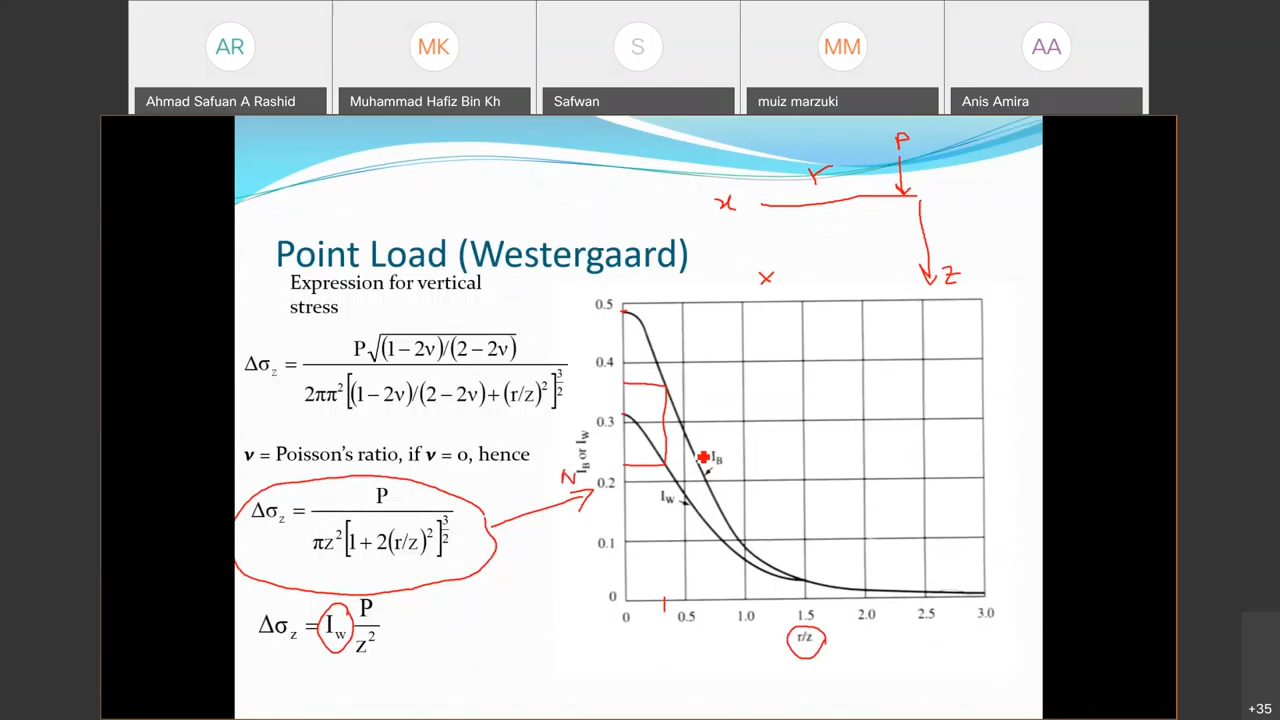 AR MK S MM AA
Ahmad Safuan A Rashid Muhammad Hafiz Bin Kh Safwan muiz marzuki Anis Amira
P
r
x
Z
x
Point Load (Westergaard)
Expression for vertical
stress
Δσz = P√(1−2ν)/(2−2ν) / 2ππ²[(1−2ν)/(2−2ν)+(r/z)²]^3/2
ν = Poisson's ratio, if ν = 0, hence
Δσz = P / πz²[1+2(r/z)²]^3/2
Δσz = Iw P/z²
N
IB or IW
0.5
0.4
0.3
0.2
0.1
0
IB
IW
0 0.5 1.0 1.5 2.0 2.5 3.0
r/z
+35